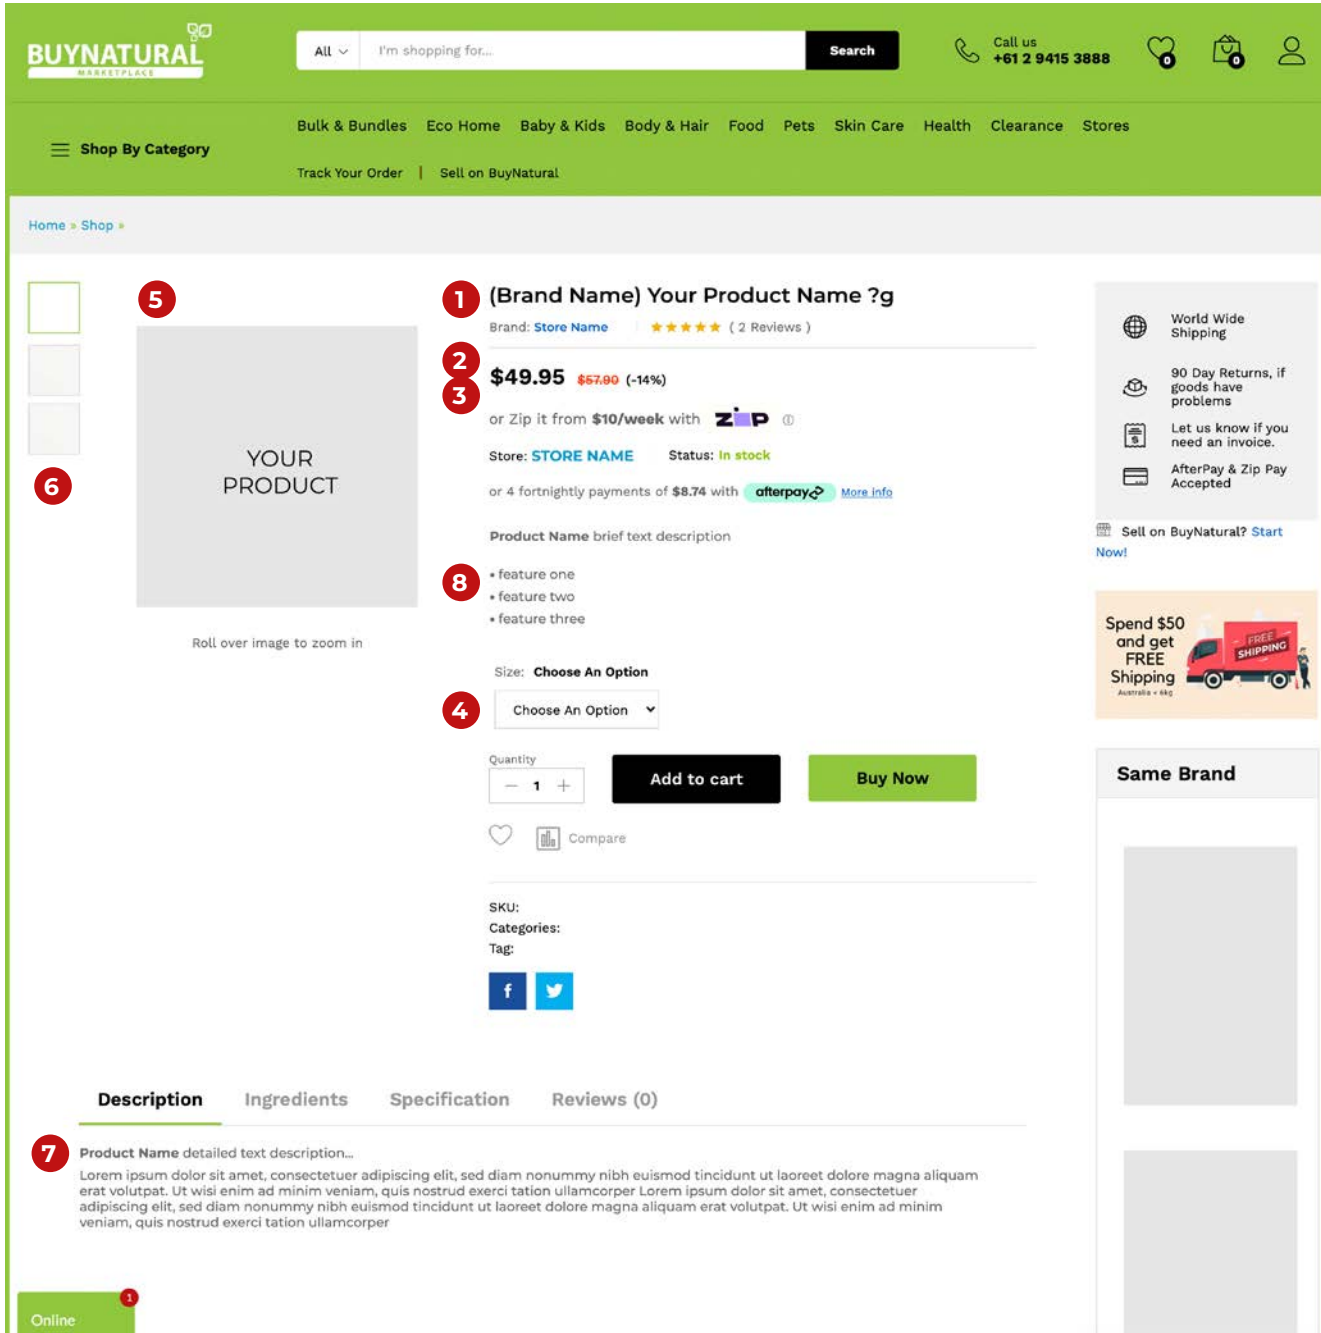 BUYNATURAL
MARKETPLACE
All
I'm shopping for...
Search
Call us
+61 2 9415 3888
0
0
Shop By Category
Bulk & Bundles Eco Home Baby & Kids Body & Hair Food Pets Skin Care Health Clearance Stores
Track Your Order | Sell on BuyNatural
Home » Shop »
5
YOUR
PRODUCT
6
Roll over image to zoom in
1
(Brand Name) Your Product Name ?g
Brand: Store Name
( 2 Reviews )
2
3
$49.95 $57.90 (-14%)
or Zip it from $10/week with zip
Store: STORE NAME Status: In stock
or 4 fortnightly payments of $8.74 with afterpay More info
Product Name brief text description
8
• feature one
• feature two
• feature three
Size: Choose An Option
4
Choose An Option
Quantity
− 1 +
Add to cart
Buy Now
Compare
SKU:
Categories:
Tag:
f
World Wide
Shipping
90 Day Returns, if
goods have
problems
Let us know if you
need an invoice.
AfterPay & Zip Pay
Accepted
Sell on BuyNatural? Start
Now!
Spend $50
and get
FREE
Shipping
Australia < 6kg
FREE
SHIPPING
Same Brand
Description Ingredients Specification Reviews (0)
7
Product Name detailed text description...
Lorem ipsum dolor sit amet, consectetuer adipiscing elit, sed diam nonummy nibh euismod tincidunt ut laoreet dolore magna aliquam
erat volutpat. Ut wisi enim ad minim veniam, quis nostrud exerci tation ullamcorper Lorem ipsum dolor sit amet, consectetuer
adipiscing elit, sed diam nonummy nibh euismod tincidunt ut laoreet dolore magna aliquam erat volutpat. Ut wisi enim ad minim
veniam, quis nostrud exerci tation ullamcorper
1
Online